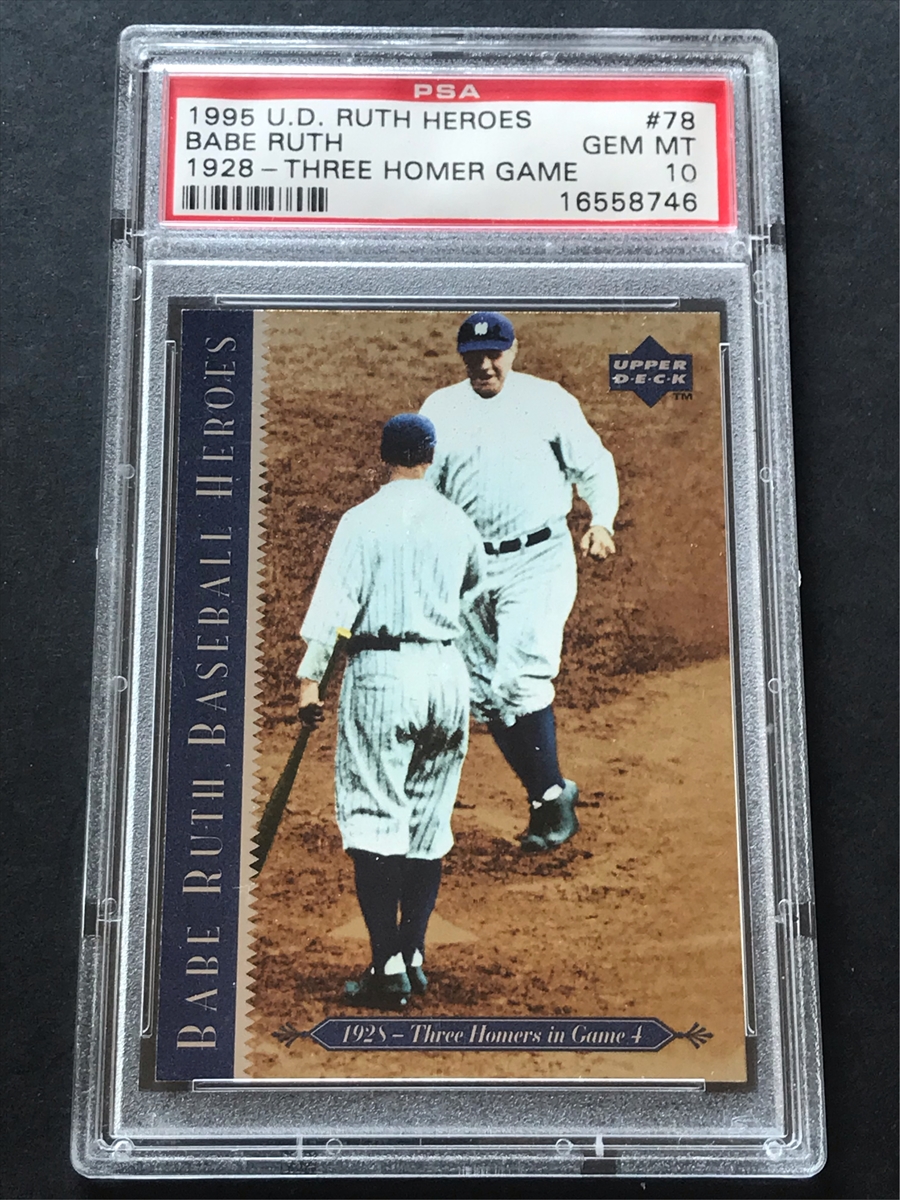 PSA
1995 U.D. RUTH HEROES #78
BABE RUTH GEM MT
1928 - THREE HOMER GAME 10
16558746
UPPER
D·E·C·K
TM
BABE RUTH BASEBALL HEROES
1928 – Three Homers in Game 4